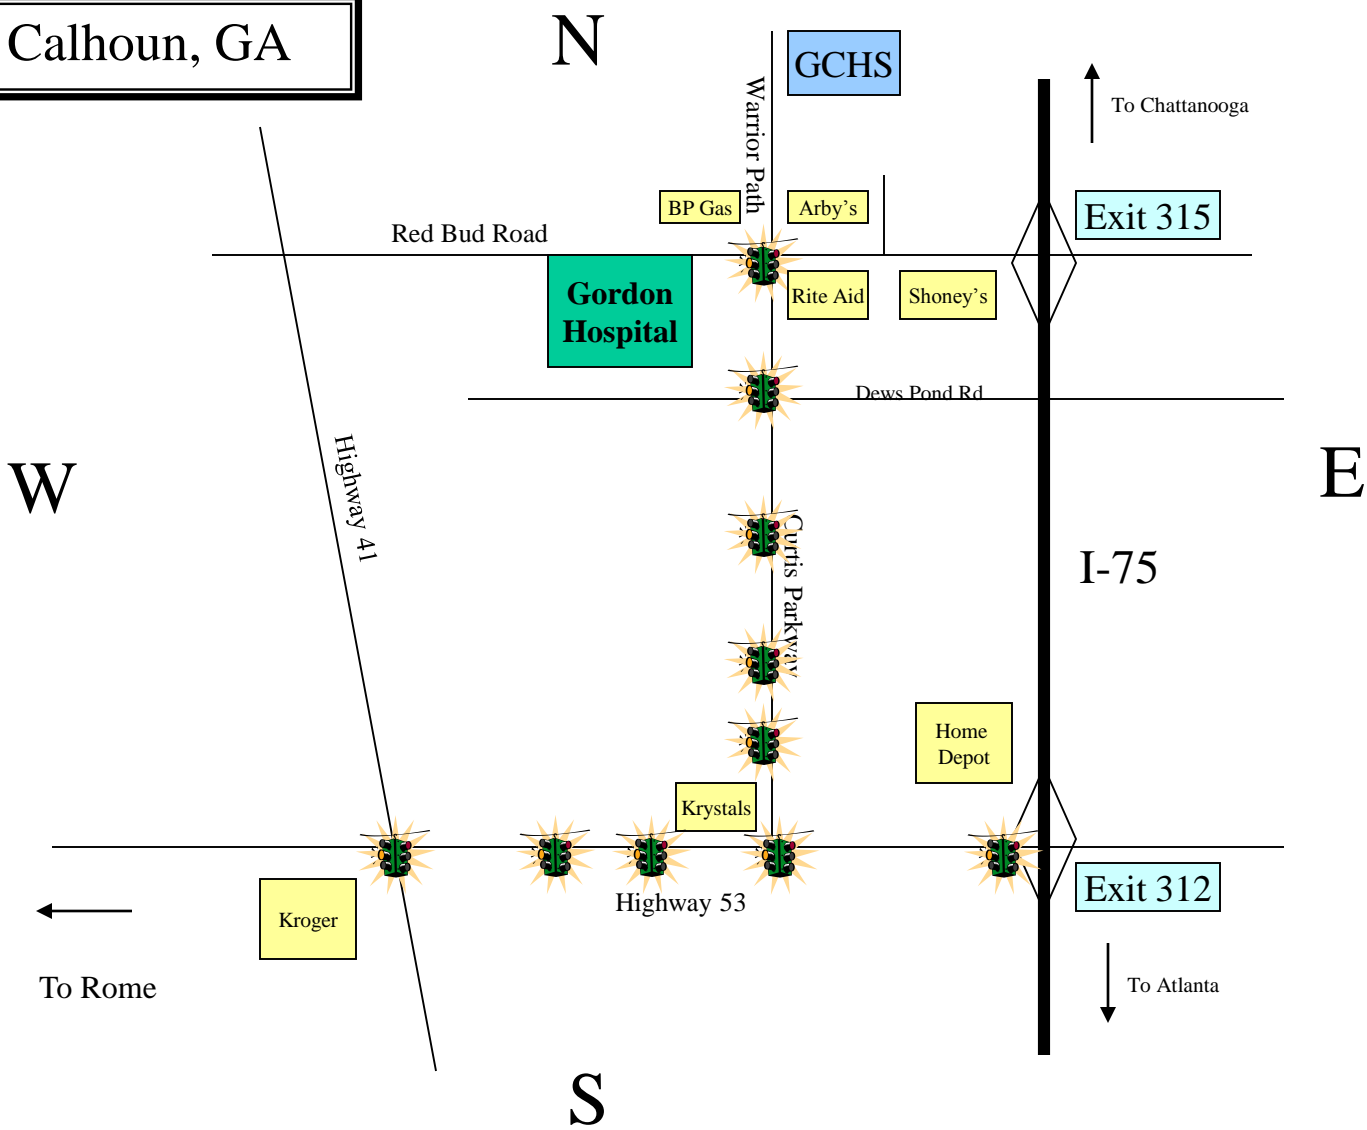 Calhoun, GA
N
GCHS
Warrior Path
To Chattanooga
BP Gas
Arby's
Exit 315
Red Bud Road
Gordon
Hospital
Rite Aid
Shoney's
Dews Pond Rd
Highway 41
W
E
Curtis Parkway
I-75
Home
Depot
Krystals
Highway 53
Exit 312
Kroger
To Rome
To Atlanta
S